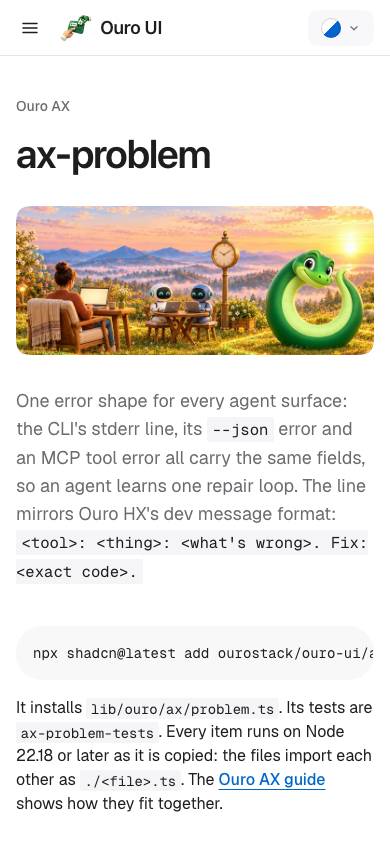 Ouro UI
Ouro AX
ax-problem
One error shape for every agent surface:
the CLI's stderr line, its --json error and
an MCP tool error all carry the same fields,
so an agent learns one repair loop. The line
mirrors Ouro HX's dev message format:
<tool>: <thing>: <what's wrong>. Fix:
<exact code>.
npx shadcn@latest add ourostack/ouro-ui/a
It installs lib/ouro/ax/problem.ts. Its tests are
ax-problem-tests. Every item runs on Node
22.18 or later as it is copied: the files import each
other as ./<file>.ts. The Ouro AX guide
shows how they fit together.